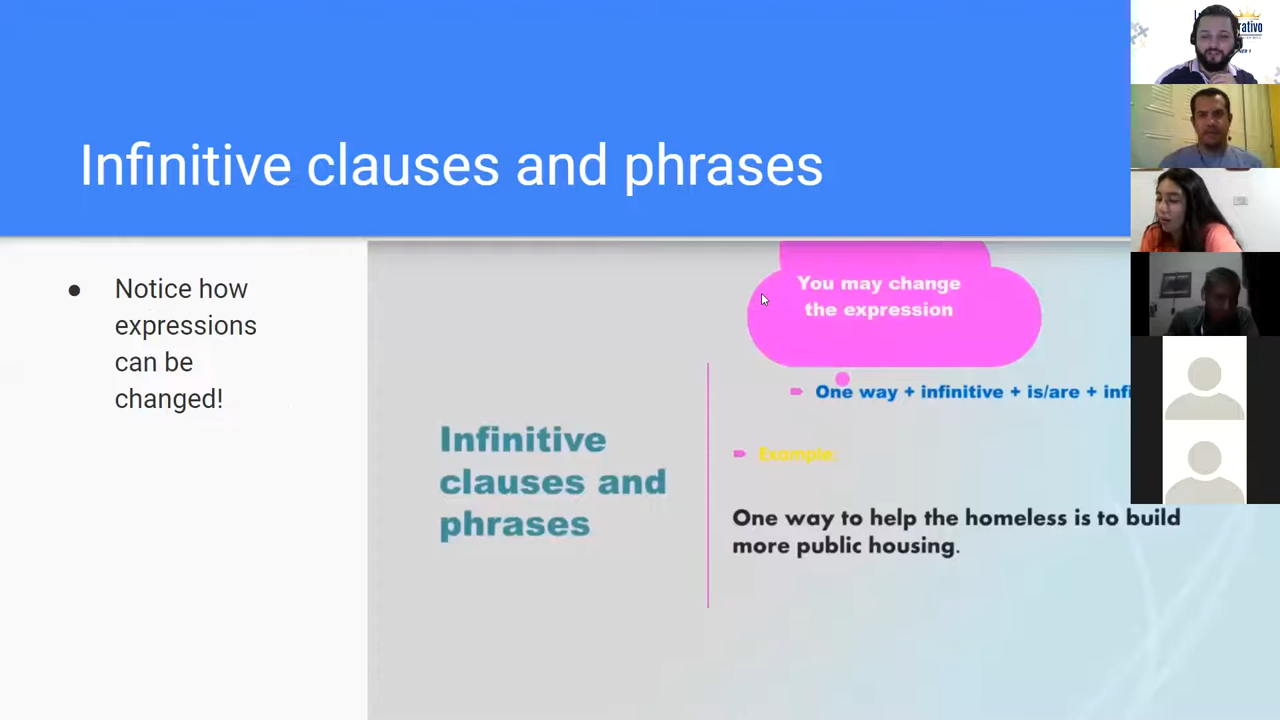 Infinitive clauses and phrases
Notice how
expressions
can be
changed!
You may change
the expression
One way + infinitive + is/are + infi
Example:
Infinitive
clauses and
phrases
One way to help the homeless is to build
more public housing.